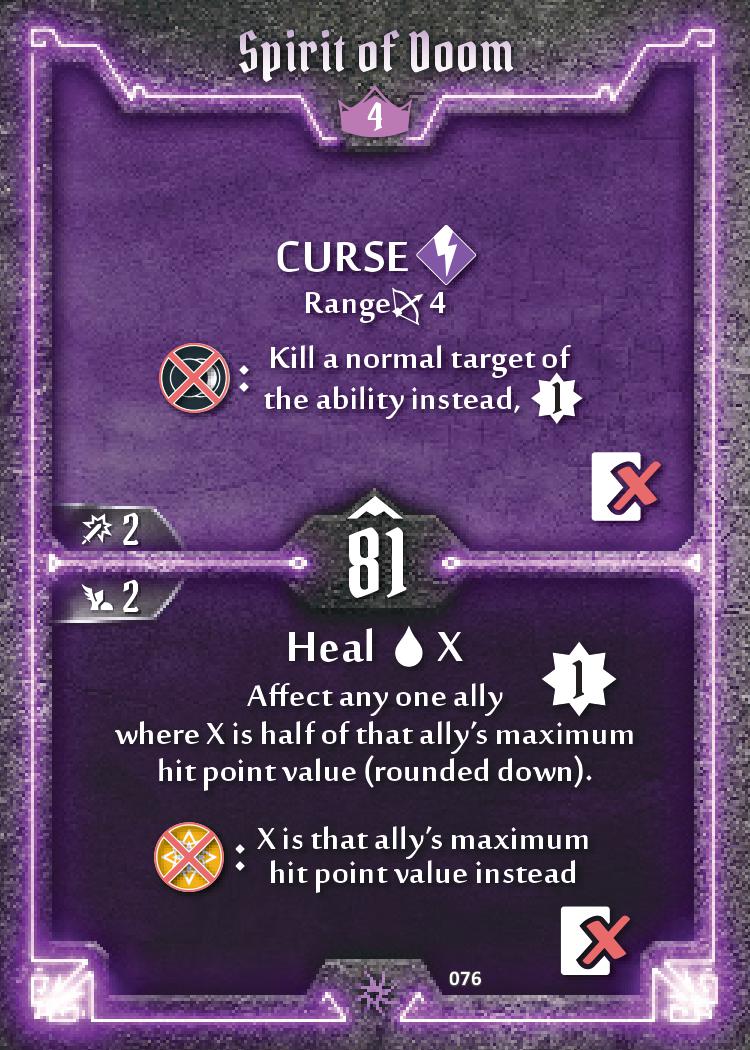 Spirit of Doom
4
CURSE
Range 4
: Kill a normal target of
the ability instead, 1
2
81
2
Heal X
1
Affect any one ally
where X is half of that ally's maximum
hit point value (rounded down).
: X is that ally's maximum
hit point value instead
076